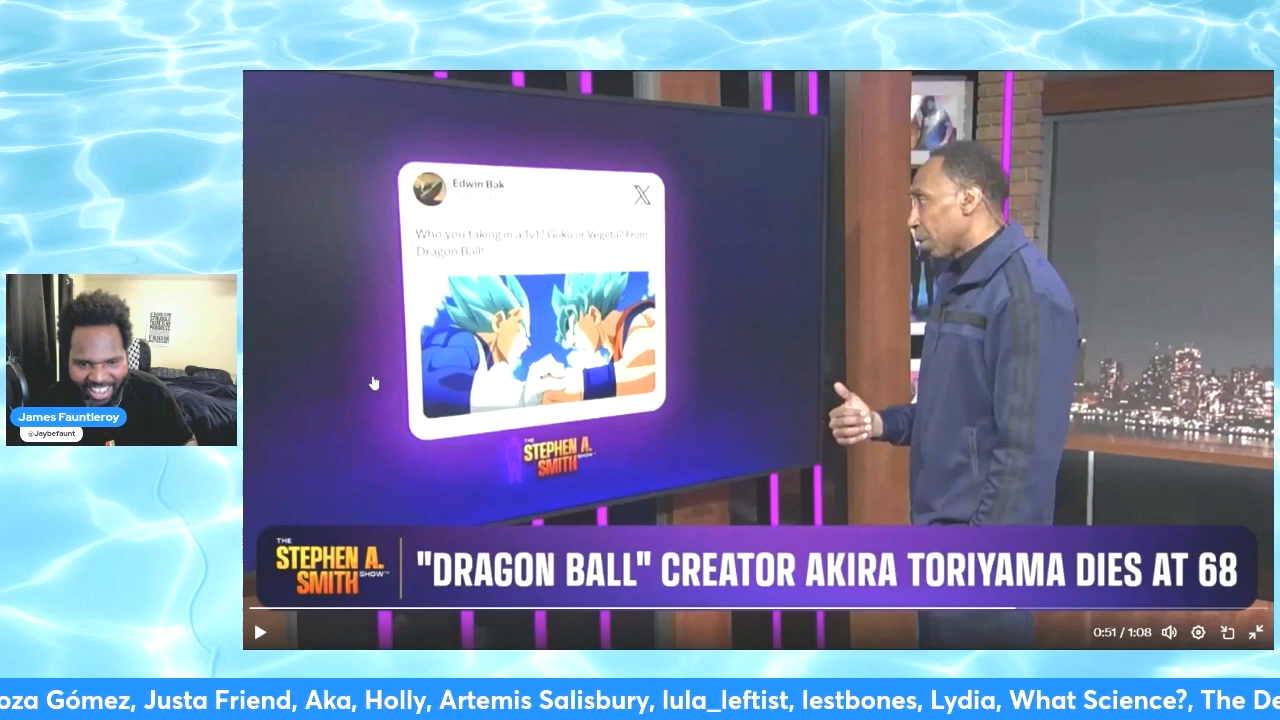 Edwin Bak
Who you taking in a 1v1? Goku or Vegeta? From
Dragon Ball!
THE
STEPHEN A.
SMITH
SHOW
THE
STEPHEN A.
SMITH
SHOW™
"DRAGON BALL" CREATOR AKIRA TORIYAMA DIES AT 68
0:51 / 1:08
James Fauntleroy
@Jaybefaunt
oza Gómez, Justa Friend, Aka, Holly, Artemis Salisbury, lula_leftist, lestbones, Lydia, What Science?, The De